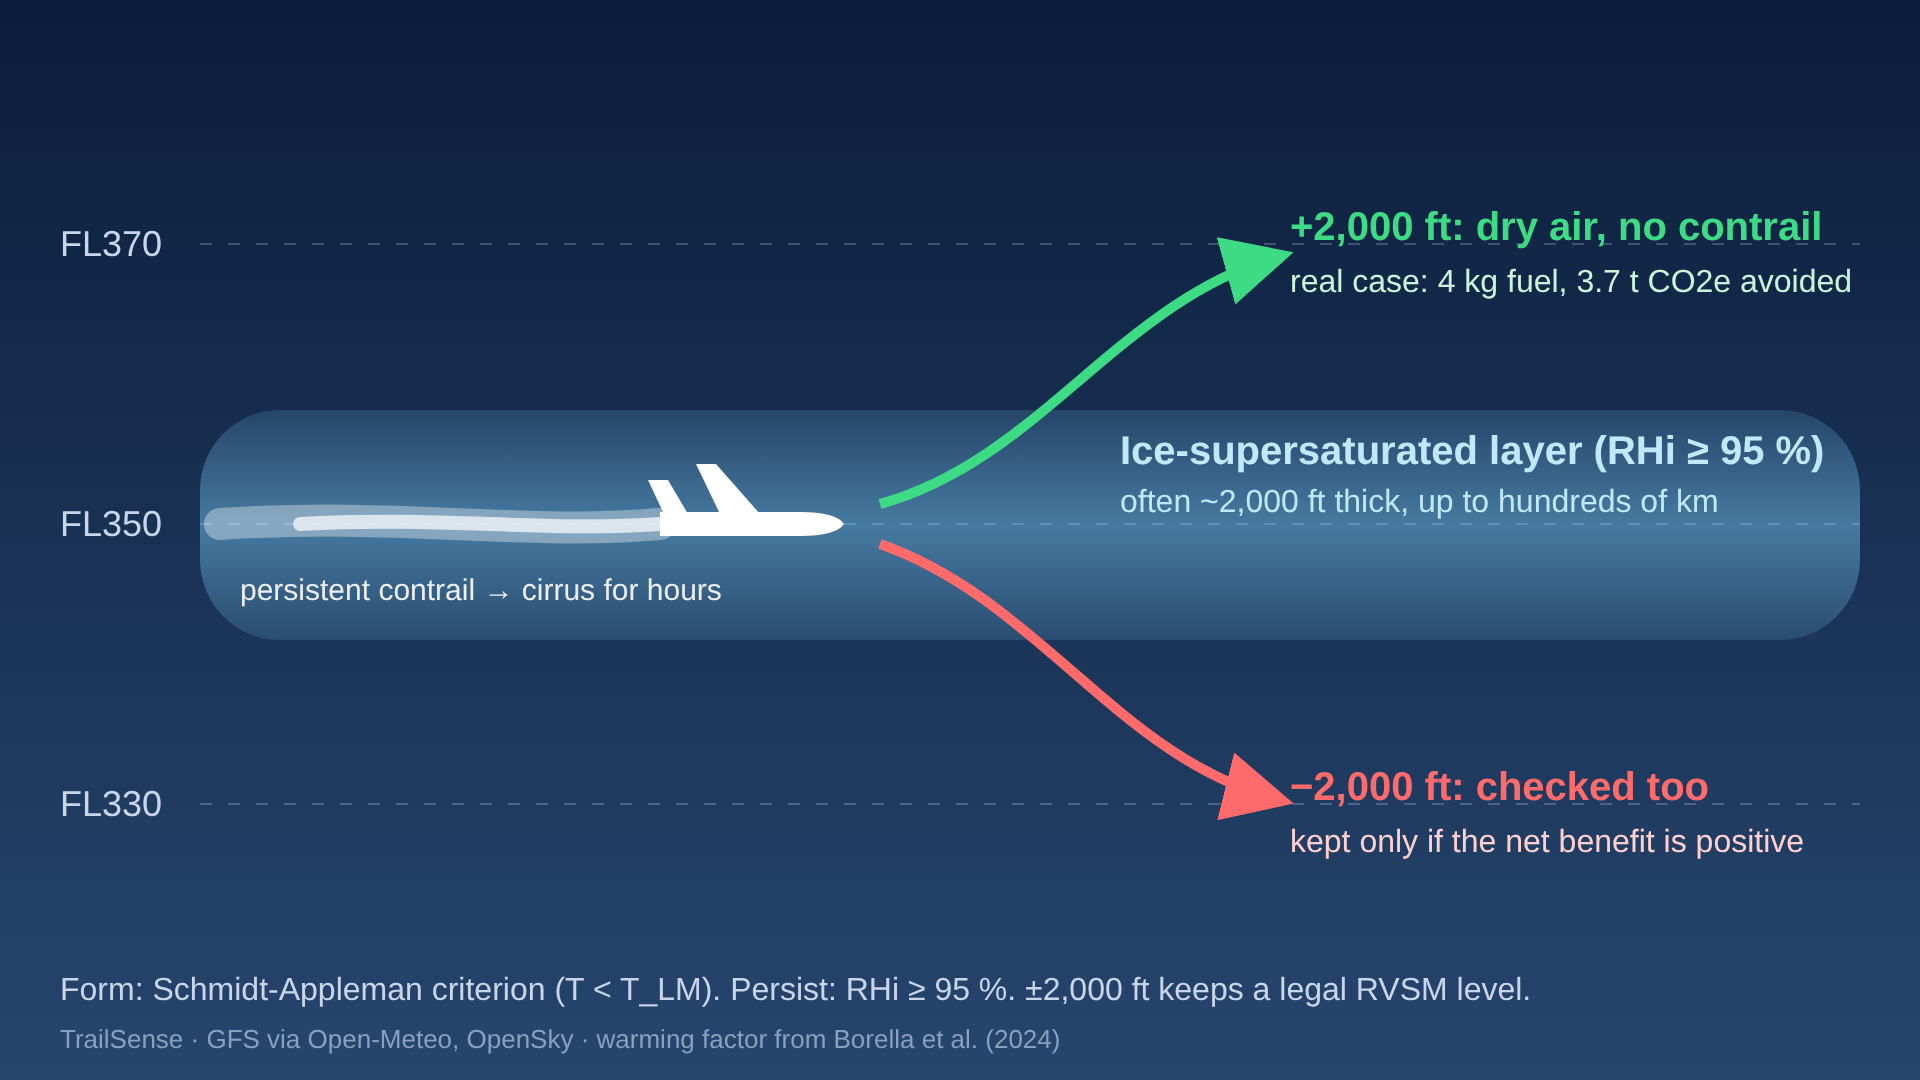 FL370
+2,000 ft: dry air, no contrail
real case: 4 kg fuel, 3.7 t CO2e avoided
Ice-supersaturated layer (RHi ≥ 95 %)
often ~2,000 ft thick, up to hundreds of km
FL350
persistent contrail → cirrus for hours
FL330
−2,000 ft: checked too
kept only if the net benefit is positive
Form: Schmidt-Appleman criterion (T < T_LM). Persist: RHi ≥ 95 %. ±2,000 ft keeps a legal RVSM level.
TrailSense · GFS via Open-Meteo, OpenSky · warming factor from Borella et al. (2024)